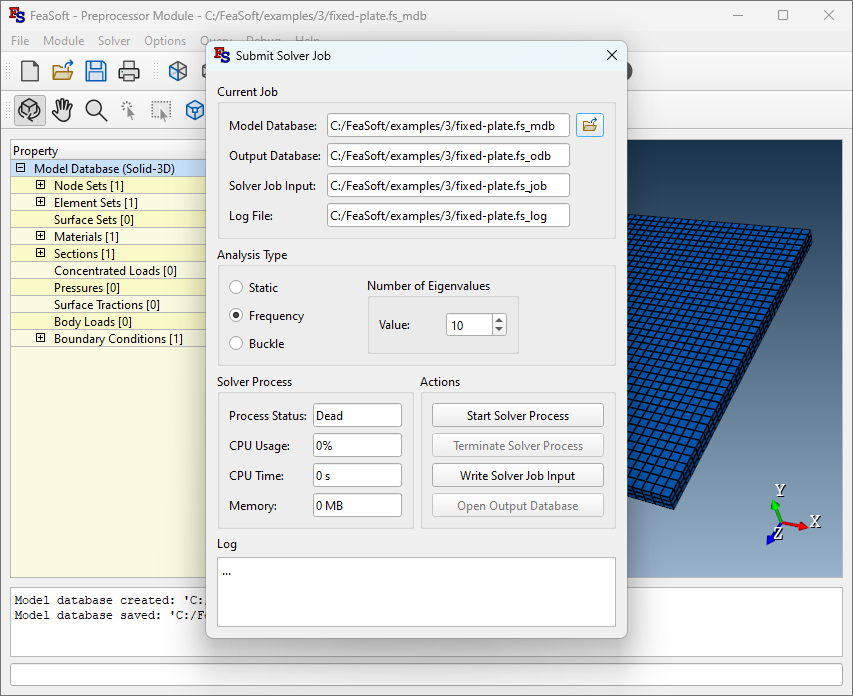 FeaSoft - Preprocessor Module - C:/FeaSoft/examples/3/fixed-plate.fs_mdb
File Module Solver Options Query Debug Help
Submit Solver Job
Current Job
Model Database: C:/FeaSoft/examples/3/fixed-plate.fs_mdb
Output Database: C:/FeaSoft/examples/3/fixed-plate.fs_odb
Solver Job Input: C:/FeaSoft/examples/3/fixed-plate.fs_job
Log File: C:/FeaSoft/examples/3/fixed-plate.fs_log
Analysis Type
Static
Frequency
Buckle
Number of Eigenvalues
Value: 10
Solver Process
Process Status: Dead
CPU Usage: 0%
CPU Time: 0 s
Memory: 0 MB
Actions
Start Solver Process
Terminate Solver Process
Write Solver Job Input
Open Output Database
Log
...
Property
Model Database (Solid-3D)
Node Sets [1]
Element Sets [1]
Surface Sets [0]
Materials [1]
Sections [1]
Concentrated Loads [0]
Pressures [0]
Surface Tractions [0]
Body Loads [0]
Boundary Conditions [1]
Y
X
Z
Model database created: 'C:/
Model database saved: 'C:/F